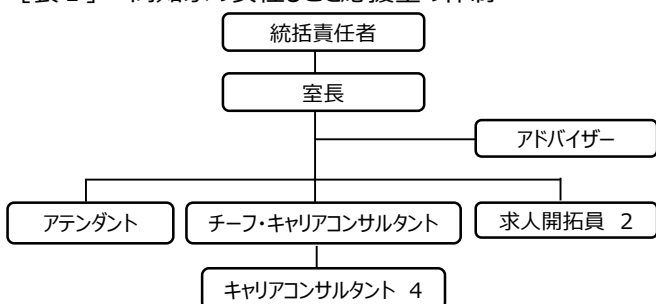 統括責任者
室長
アドバイザー
アテンダント
チーフ・キャリアコンサルタント
求人開拓員 2
キャリアコンサルタント 4